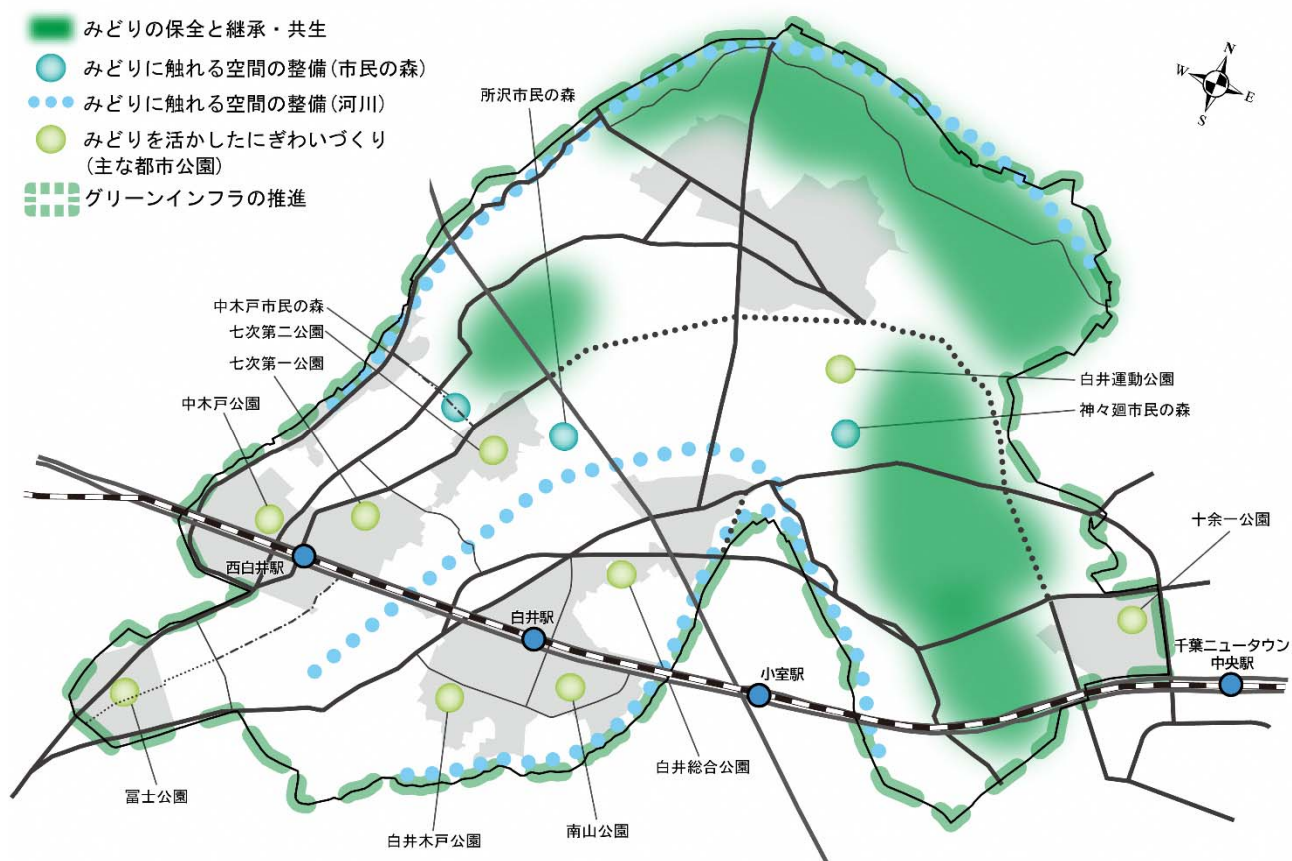 みどりの保全と継承・共生
みどりに触れる空間の整備(市民の森)
みどりに触れる空間の整備(河川)
みどりを活かしたにぎわいづくり
(主な都市公園)
グリーンインフラの推進
N
W
E
S
所沢市民の森
中木戸市民の森
七次第二公園
七次第一公園
中木戸公園
白井運動公園
神々廻市民の森
十余一公園
西白井駅
白井駅
小室駅
千葉ニュータウン
中央駅
冨士公園
白井木戸公園
南山公園
白井総合公園